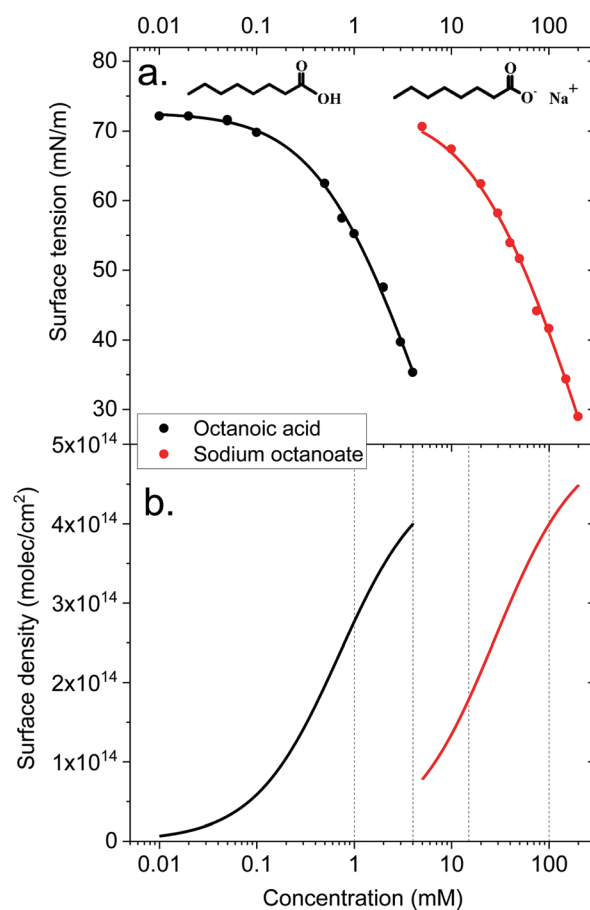 0.01 0.1 1 10 100
a.
O
OH
O
O- Na+
80
70
60
50
40
30
Surface tension (mN/m)
Octanoic acid
Sodium octanoate
b.
5x10^14
4x10^14
3x10^14
2x10^14
1x10^14
0
Surface density (molec/cm²)
0.01 0.1 1 10 100
Concentration (mM)